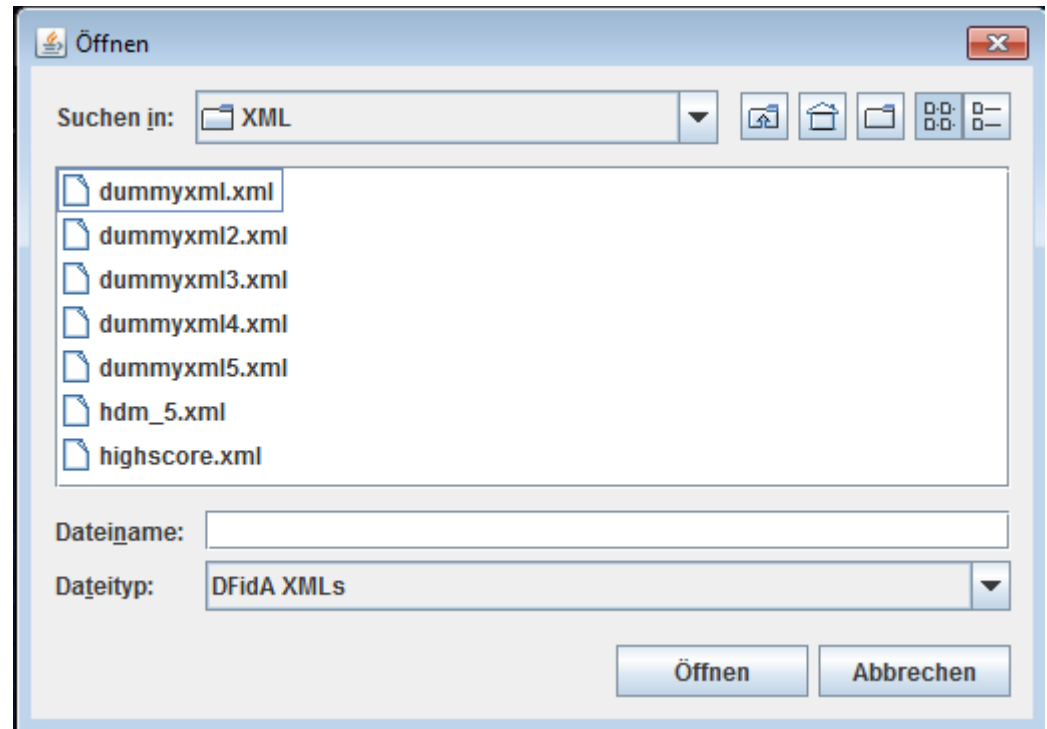 Öffnen
Suchen in: XML
dummyxml.xml
dummyxml2.xml
dummyxml3.xml
dummyxml4.xml
dummyxml5.xml
hdm_5.xml
highscore.xml
Dateiname:
Dateityp: DFidA XMLs
Öffnen Abbrechen